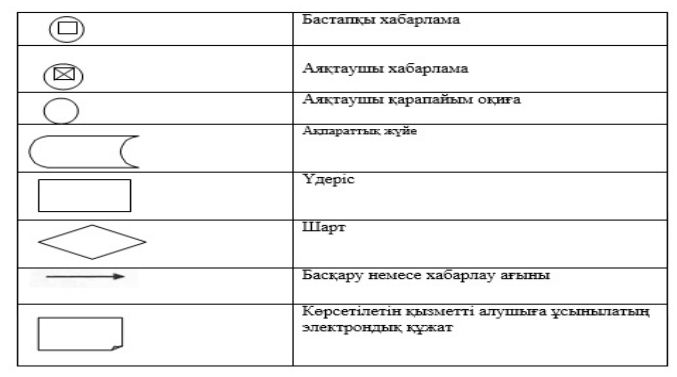 Бастапқы хабарлама
Аяқтаушы хабарлама
Аяқтаушы қарапайым оқиға
Ақпараттық жүйе
Үдеріс
Шарт
Басқару немесе хабарлау ағыны
Көрсетілетін қызметті алушыға ұсынылатың
электрондық құжат